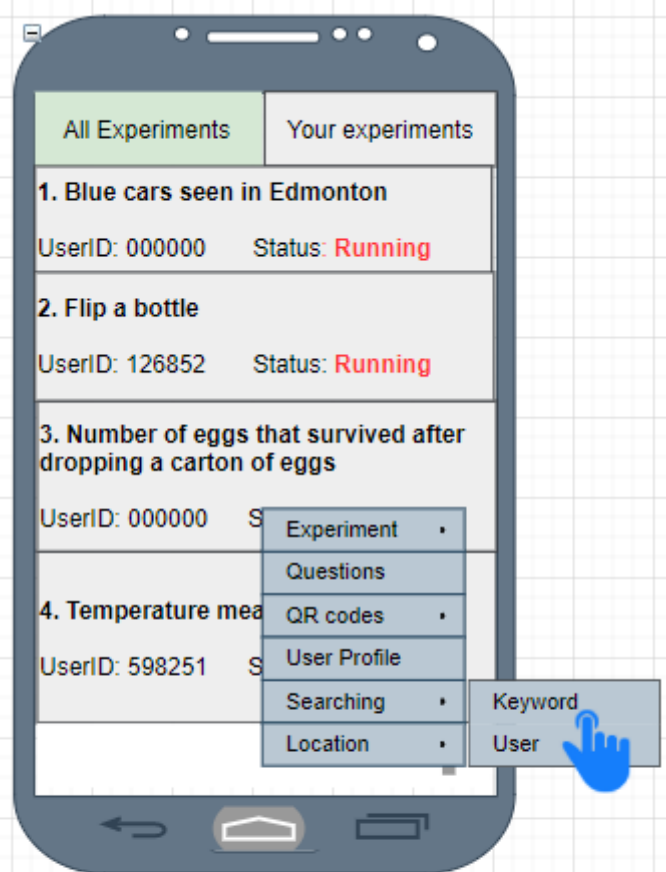 All Experiments Your experiments
1. Blue cars seen in Edmonton
UserID: 000000 Status: Running
2. Flip a bottle
UserID: 126852 Status: Running
3. Number of eggs that survived after
dropping a carton of eggs
UserID: 000000 S
4. Temperature mea
UserID: 598251 S
Experiment
Questions
QR codes
User Profile
Searching
Location
Keyword
User